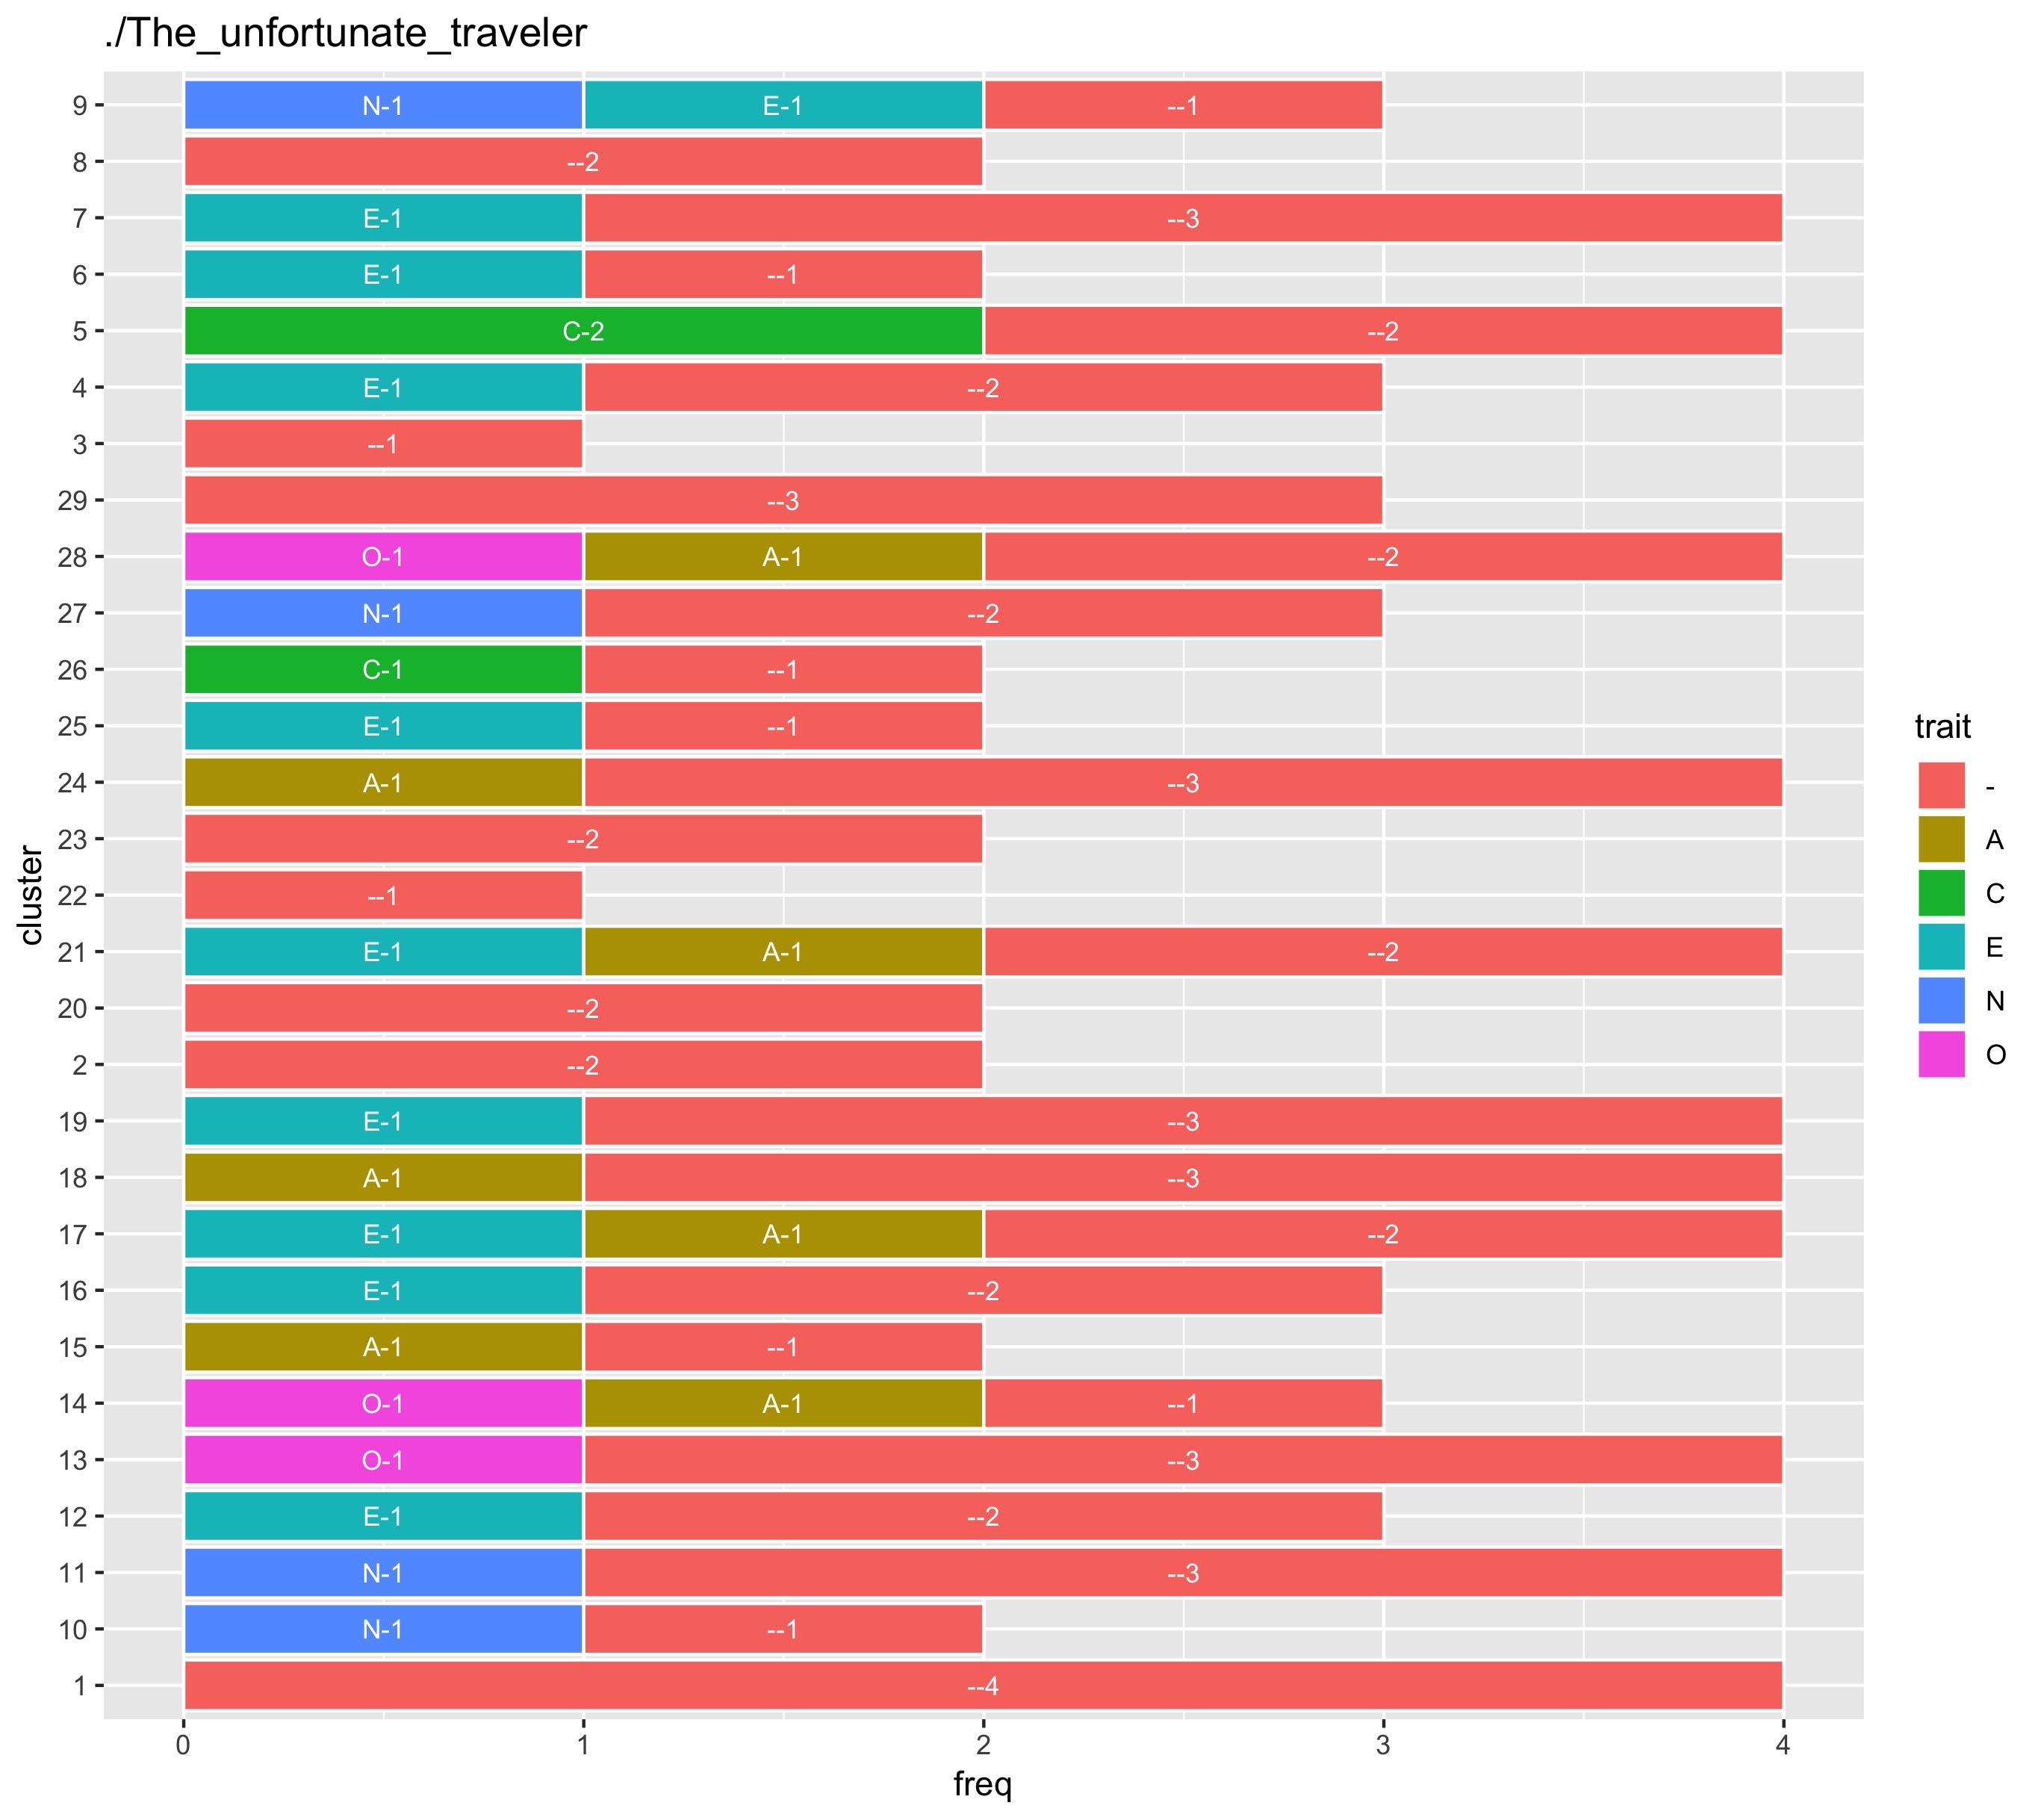 ./The_unfortunate_traveler
9 N-1 E-1 --1
8 --2
7 E-1 --3
6 E-1 --1
5 C-2 --2
4 E-1 --2
3 --1
29 --3
28 O-1 A-1 --2
27 N-1 --2
26 C-1 --1
25 E-1 --1
24 A-1 --3
23 --2
22 --1
21 E-1 A-1 --2
20 --2
2 --2
19 E-1 --3
18 A-1 --3
17 E-1 A-1 --2
16 E-1 --2
15 A-1 --1
14 O-1 A-1 --1
13 O-1 --3
12 E-1 --2
11 N-1 --3
10 N-1 --1
1 --4
0 1 2 3 4
freq
cluster
trait
-
A
C
E
N
O